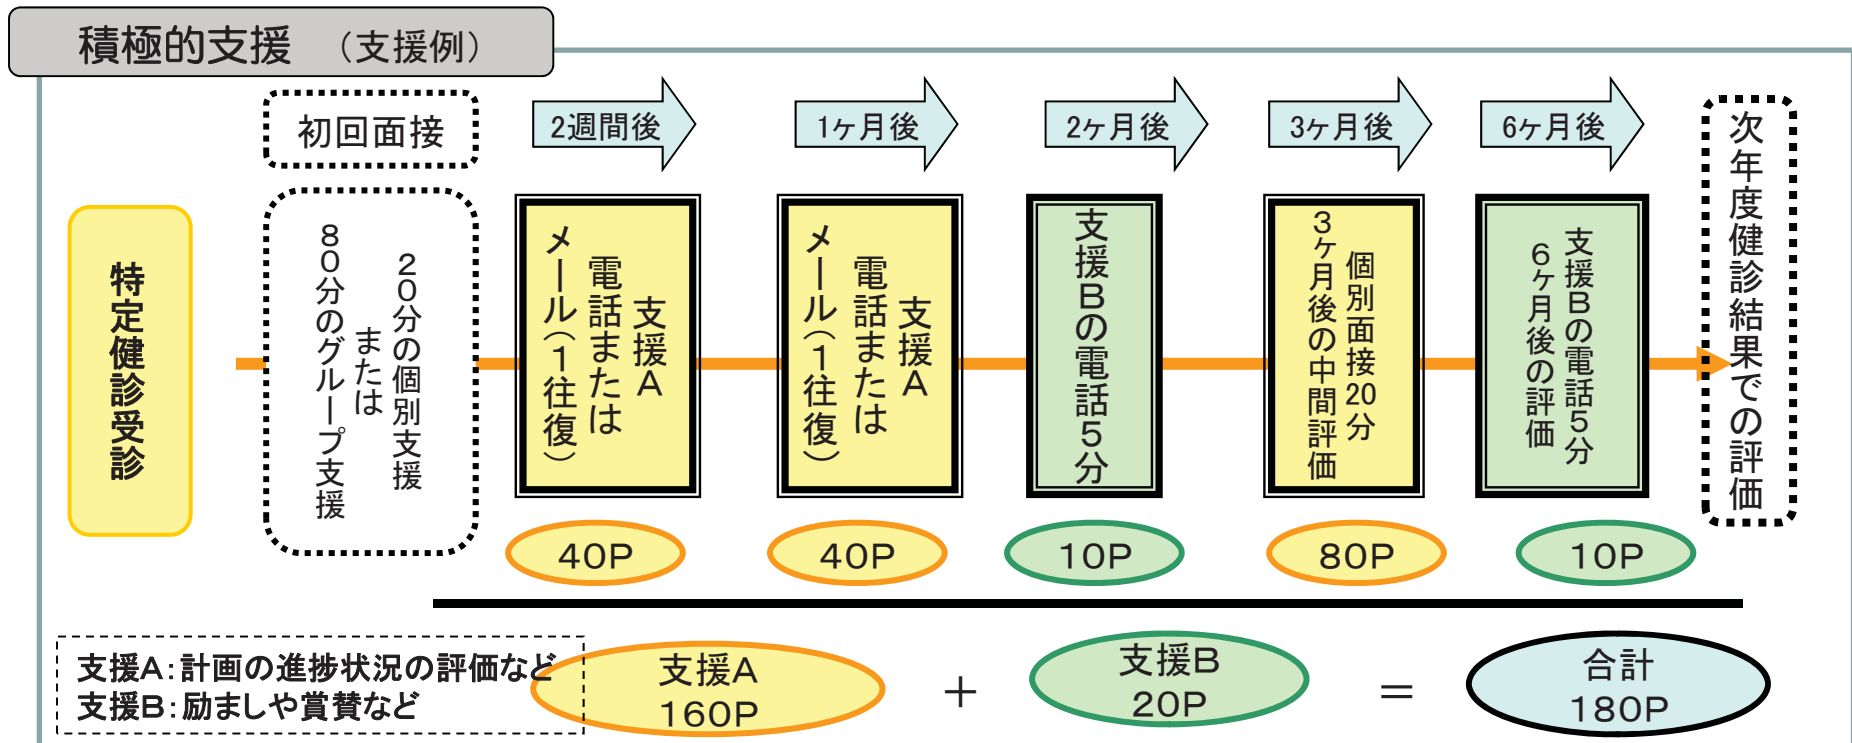 積極的支援 （支援例）
初回面接
2週間後
1ヶ月後
2ヶ月後
3ヶ月後
6ヶ月後
特定健診受診
２０分の個別支援
または
８０分のグループ支援
支援Ａ
電話または
メール（１往復）
支援Ａ
電話または
メール（１往復）
支援Ｂの電話５分
個別面接20分
３ヶ月後の中間評価
支援Ｂの電話５分
６ヶ月後の評価
次年度健診結果での評価
40P
40P
10P
80P
10P
支援A：計画の進捗状況の評価など
支援B：励ましや賞賛など
支援A
160P
＋
支援B
20P
＝
合計
180P